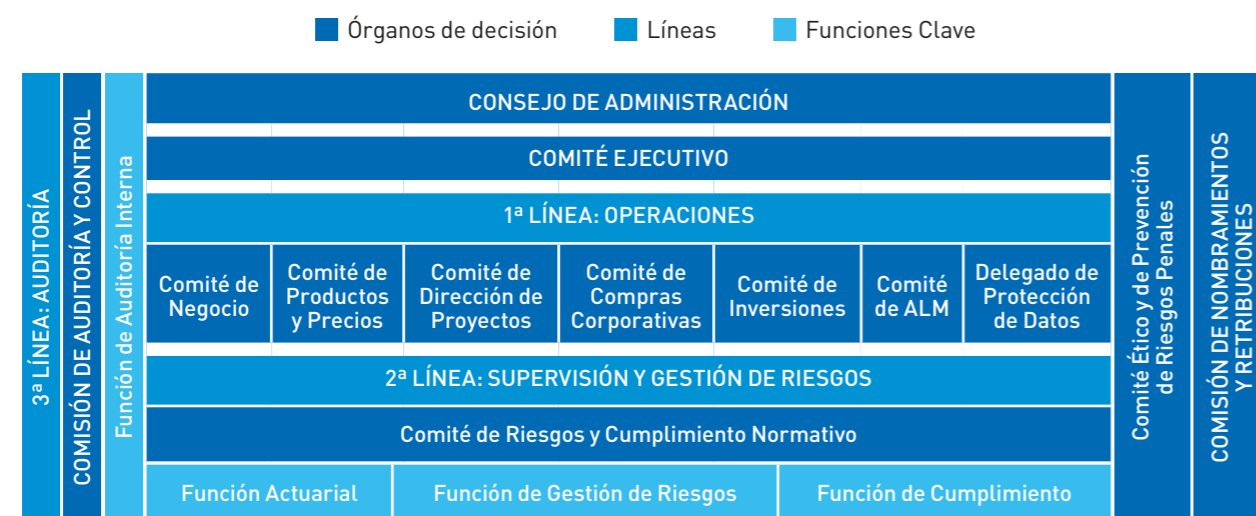 Órganos de decisión
Líneas
Funciones Clave
3ª LÍNEA: AUDITORÍA
COMISIÓN DE AUDITORÍA Y CONTROL
Función de Auditoría Interna
CONSEJO DE ADMINISTRACIÓN
COMITÉ EJECUTIVO
1ª LÍNEA: OPERACIONES
Comité de
Negocio
Comité de
Productos
y Precios
Comité de
Dirección de
Proyectos
Comité de
Compras
Corporativas
Comité de
Inversiones
Comité
de ALM
Delegado de
Protección
de Datos
2ª LÍNEA: SUPERVISIÓN Y GESTIÓN DE RIESGOS
Comité de Riesgos y Cumplimiento Normativo
Función Actuarial
Función de Gestión de Riesgos
Función de Cumplimiento
Comité Ético y de Prevención
de Riesgos Penales
COMISIÓN DE NOMBRAMIENTOS
Y RETRIBUCIONES